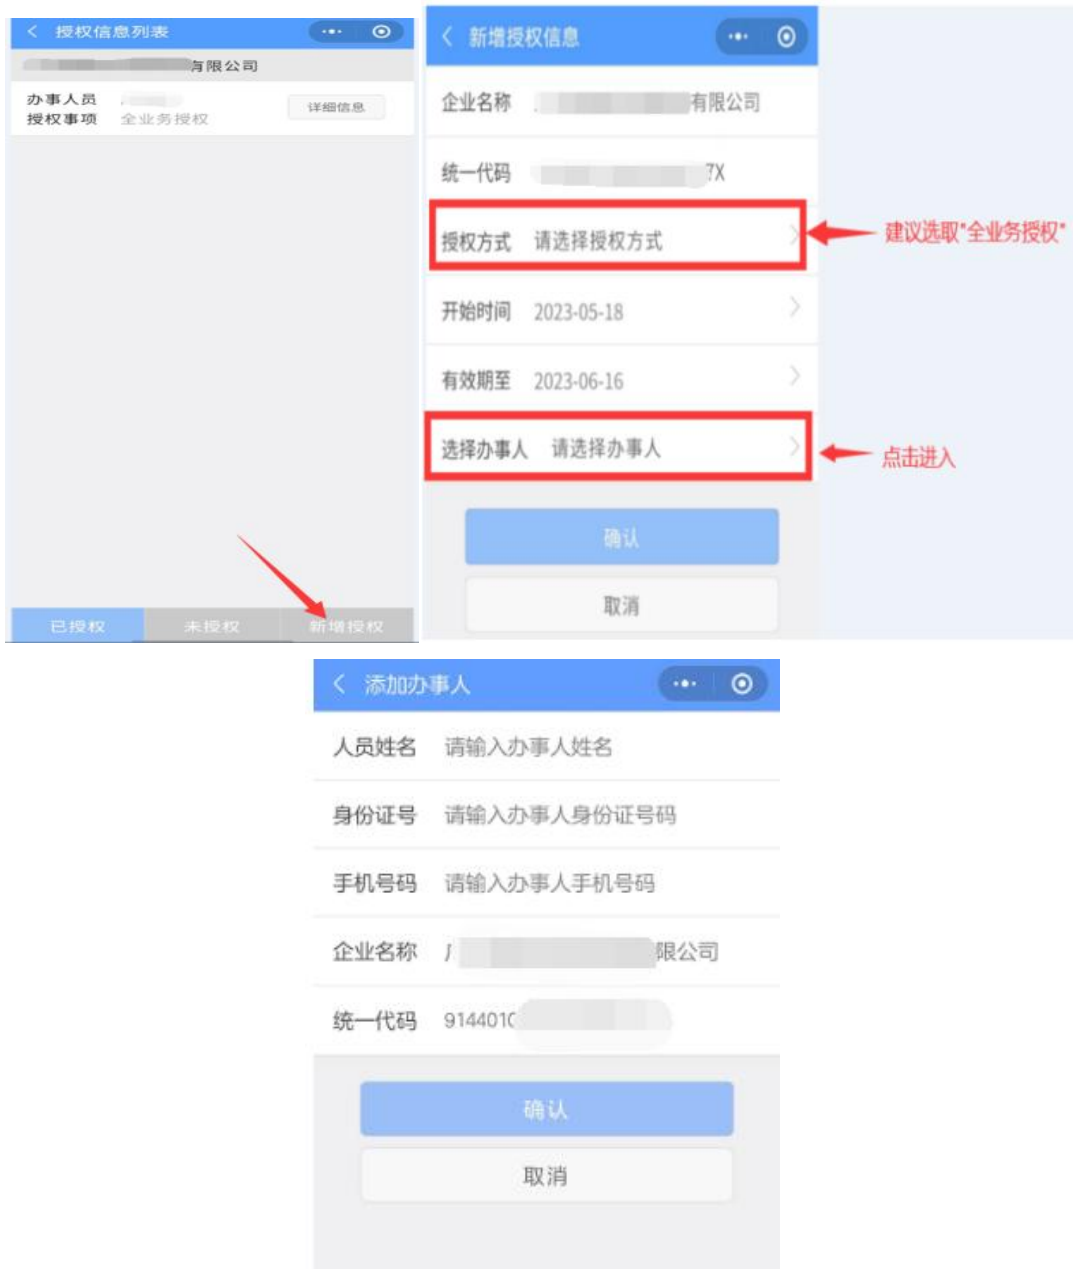 授权信息列表
有限公司
办事人员
详细信息
授权事项 全业务授权
已授权 未授权 新增授权
新增授权信息
企业名称 有限公司
统一代码 7X
授权方式 请选择授权方式
建议选取"全业务授权"
开始时间 2023-05-18
有效期至 2023-06-16
选择办事人 请选择办事人
点击进入
确认
取消
添加办事人
人员姓名 请输入办事人姓名
身份证号 请输入办事人身份证号码
手机号码 请输入办事人手机号码
企业名称 限公司
统一代码 914401
确认
取消